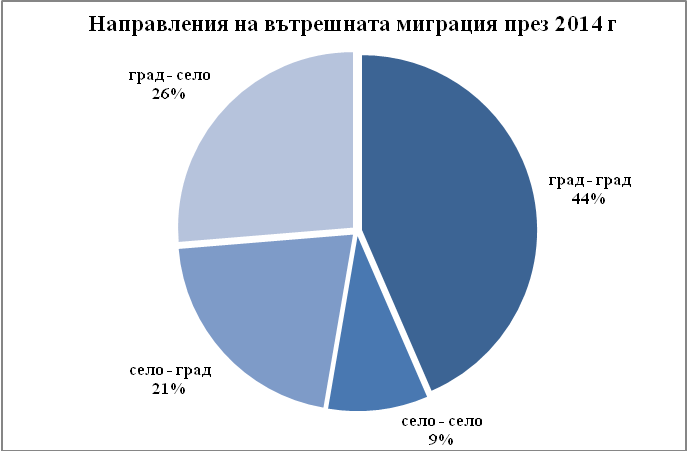 Направления на вътрешната миграция през 2014 г
град - село
26%
град - град
44%
село - град
21%
село - село
9%